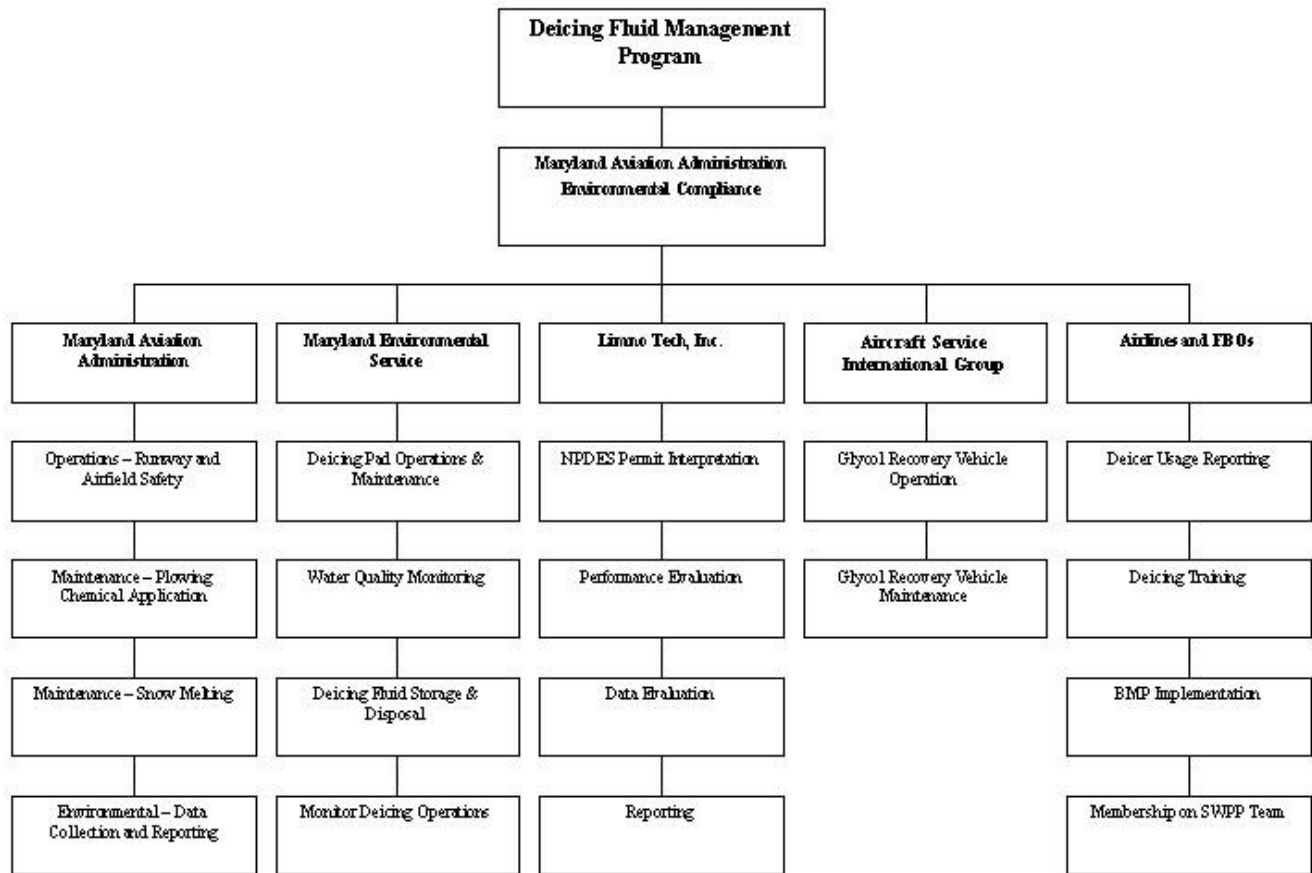 Deicing Fluid Management
Program
Maryland Aviation Administration
Environmental Compliance
Maryland Aviation
Administration
Maryland Environmental
Service
Limno Tech, Inc.
Aircraft Service
International Group
Airlines and FBOs
Operations – Runway and
Airfield Safety
Deicing Pad Operations &
Maintenance
NPDES Permit Interpretation
Glycol Recovery Vehicle
Operation
Deicer Usage Reporting
Maintenance – Plowing
Chemical Application
Water Quality Monitoring
Performance Evaluation
Glycol Recovery Vehicle
Maintenance
Deicing Training
Maintenance – Snow Melting
Deicing Fluid Storage &
Disposal
Data Evaluation
BMP Implementation
Environmental – Data
Collection and Reporting
Monitor Deicing Operations
Reporting
Membership on SWPP Team